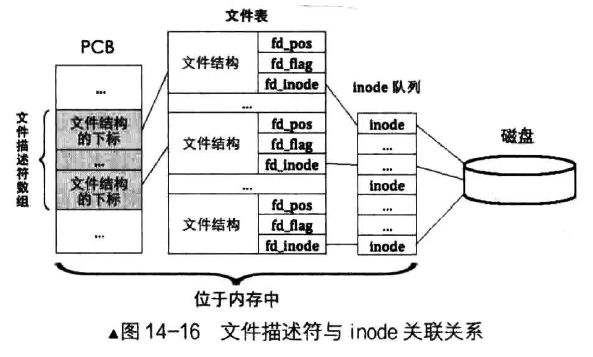 文件表
PCB
...
文件结构
的下标
...
文件结构
的下标
...
文件描述符数组
文件结构
fd_pos
fd_flag
fd_inode
...
文件结构
fd_pos
fd_flag
fd_inode
...
文件结构
fd_pos
fd_flag
fd_inode
inode 队列
inode
...
...
inode
...
...
inode
磁盘
位于内存中
▲图 14-16 文件描述符与 inode 关联关系